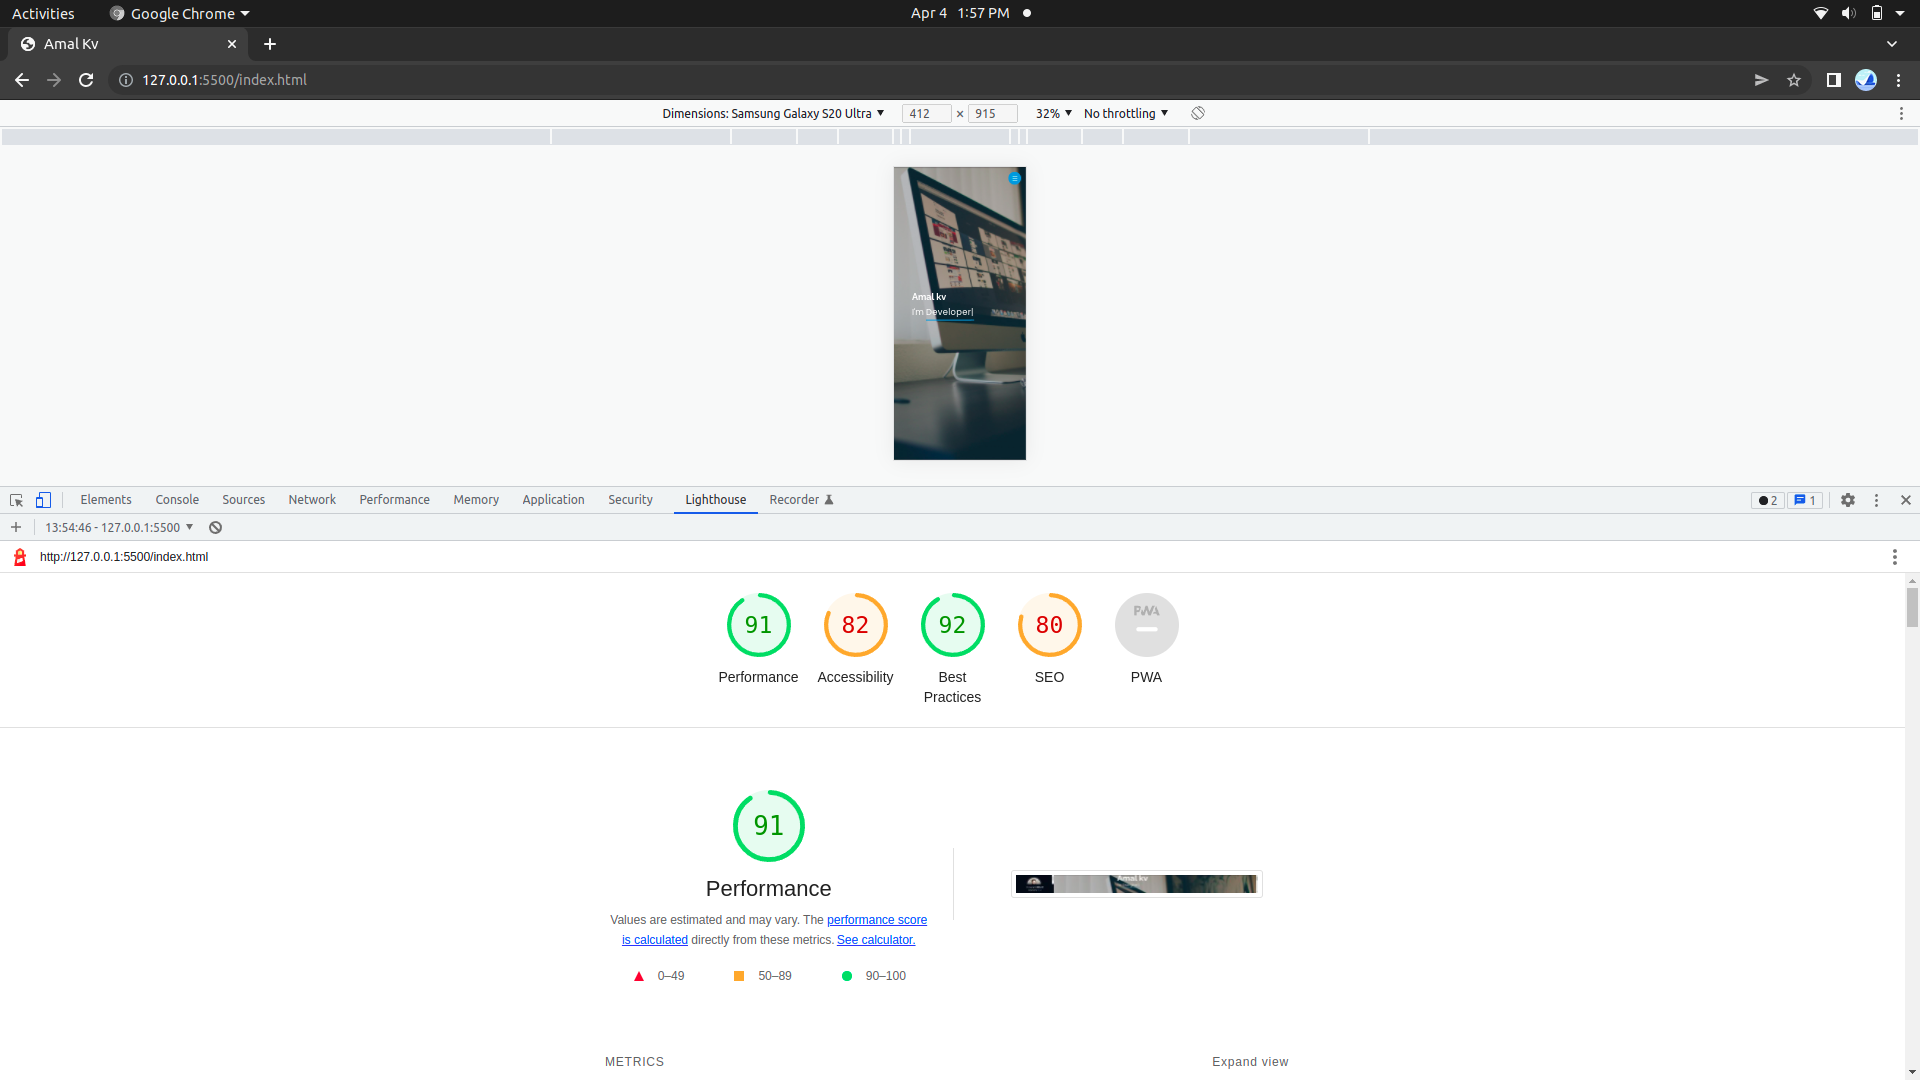 Activities Google Chrome Apr 4 1:57 PM
Amal Kv
127.0.0.1:5500/index.html
Dimensions: Samsung Galaxy S20 Ultra 412 × 915 32% No throttling
Amal kv
I'm Developer|
Elements Console Sources Network Performance Memory Application Security Lighthouse Recorder 2 1
13:54:46 - 127.0.0.1:5500
http://127.0.0.1:5500/index.html
91 82 92 80 PWA
Performance Accessibility Best Practices SEO PWA
91
Performance
Amal kv
Values are estimated and may vary. The performance score
is calculated directly from these metrics. See calculator.
0–49 50–89 90–100
METRICS Expand view